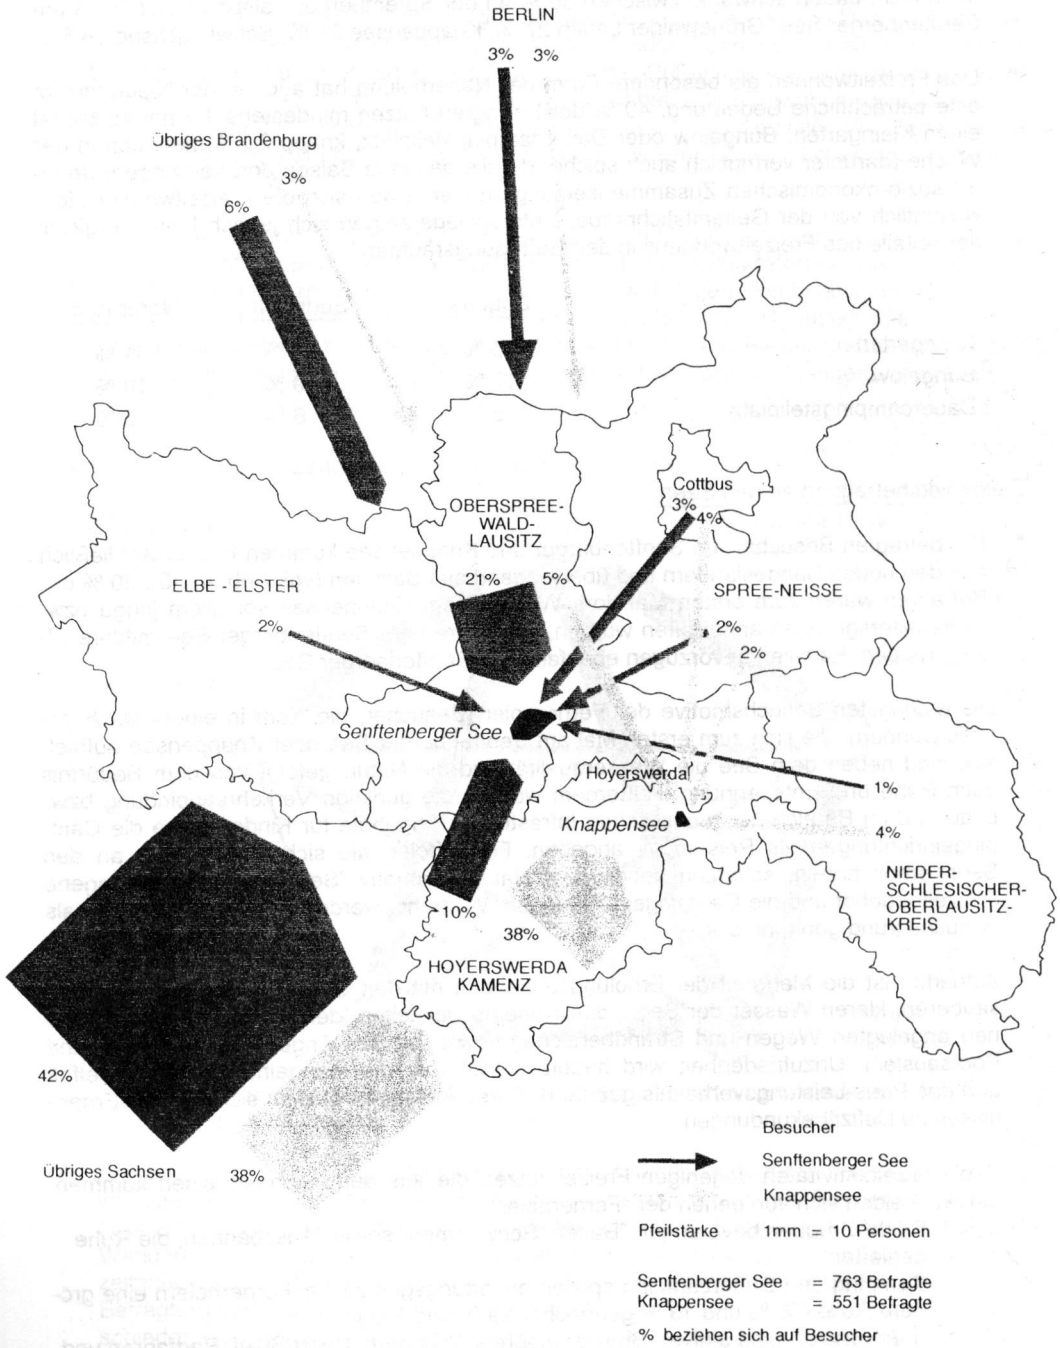 BERLIN
3% 3%
Übriges Brandenburg
3%
6%
Cottbus
3%
4%
OBERSPREE-
WALD-
LAUSITZ
21% 5%
ELBE - ELSTER
SPREE-NEISSE
2%
2%
2%
Senftenberger See
Hoyerswerda
1%
Knappensee
4%
NIEDER-
SCHLESISCHER-
OBERLAUSITZ-
KREIS
10%
38%
HOYERSWERDA
KAMENZ
42%
Übriges Sachsen
38%
Besucher
Senftenberger See
Knappensee
Pfeilstärke 1mm = 10 Personen
Senftenberger See = 763 Befragte
Knappensee = 551 Befragte
% beziehen sich auf Besucher